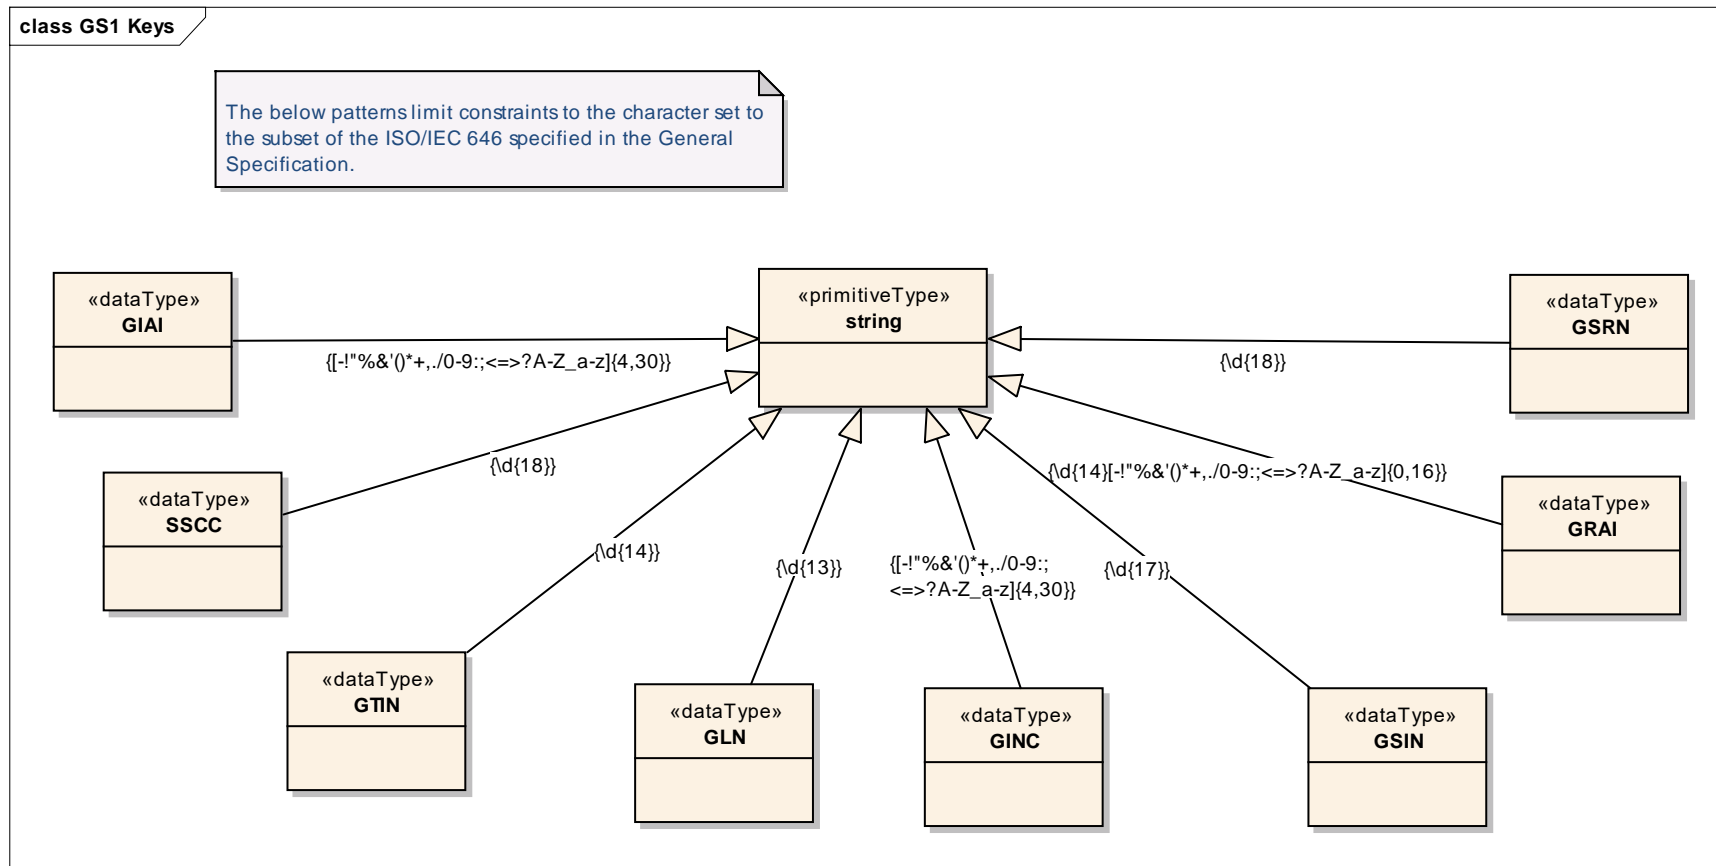 class GS1 Keys
The below patterns limit constraints to the character set to
the subset of the ISO/IEC 646 specified in the General
Specification.
«dataType»
GIAI
«primitiveType»
string
«dataType»
GSRN
{[-!"%&'()*+,./0-9:;<=>?A-Z_a-z]{4,30}}
{\d{18}}
{\d{18}}
{\d{14}[-!"%&'()*+,./0-9:;<=>?A-Z_a-z]{0,16}}
«dataType»
SSCC
«dataType»
GRAI
{\d{14}}
{\d{13}}
{[-!"%&'()*+,./0-9:;
<=>?A-Z_a-z]{4,30}}
{\d{17}}
«dataType»
GTIN
«dataType»
GLN
«dataType»
GINC
«dataType»
GSIN